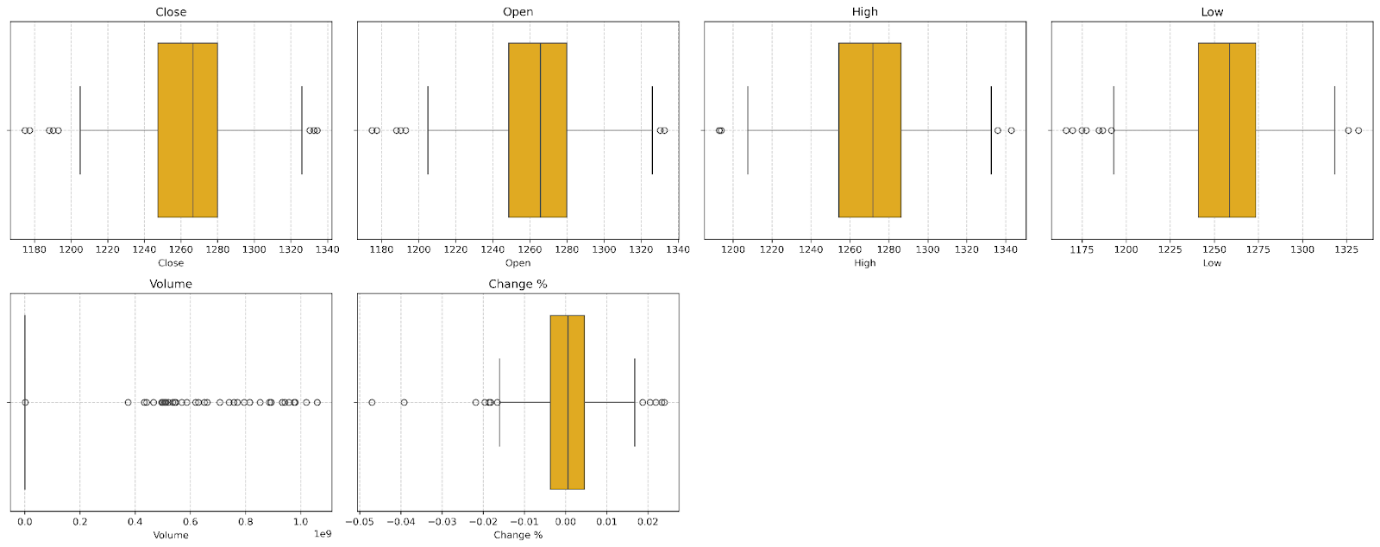 Close
1180 1200 1220 1240 1260 1280 1300 1320 1340
Close
Open
1180 1200 1220 1240 1260 1280 1300 1320 1340
Open
High
1200 1220 1240 1260 1280 1300 1320 1340
High
Low
1175 1200 1225 1250 1275 1300 1325
Low
Volume
0.0 0.2 0.4 0.6 0.8 1.0
1e9
Volume
Change %
−0.05 −0.04 −0.03 −0.02 −0.01 0.00 0.01 0.02
Change %